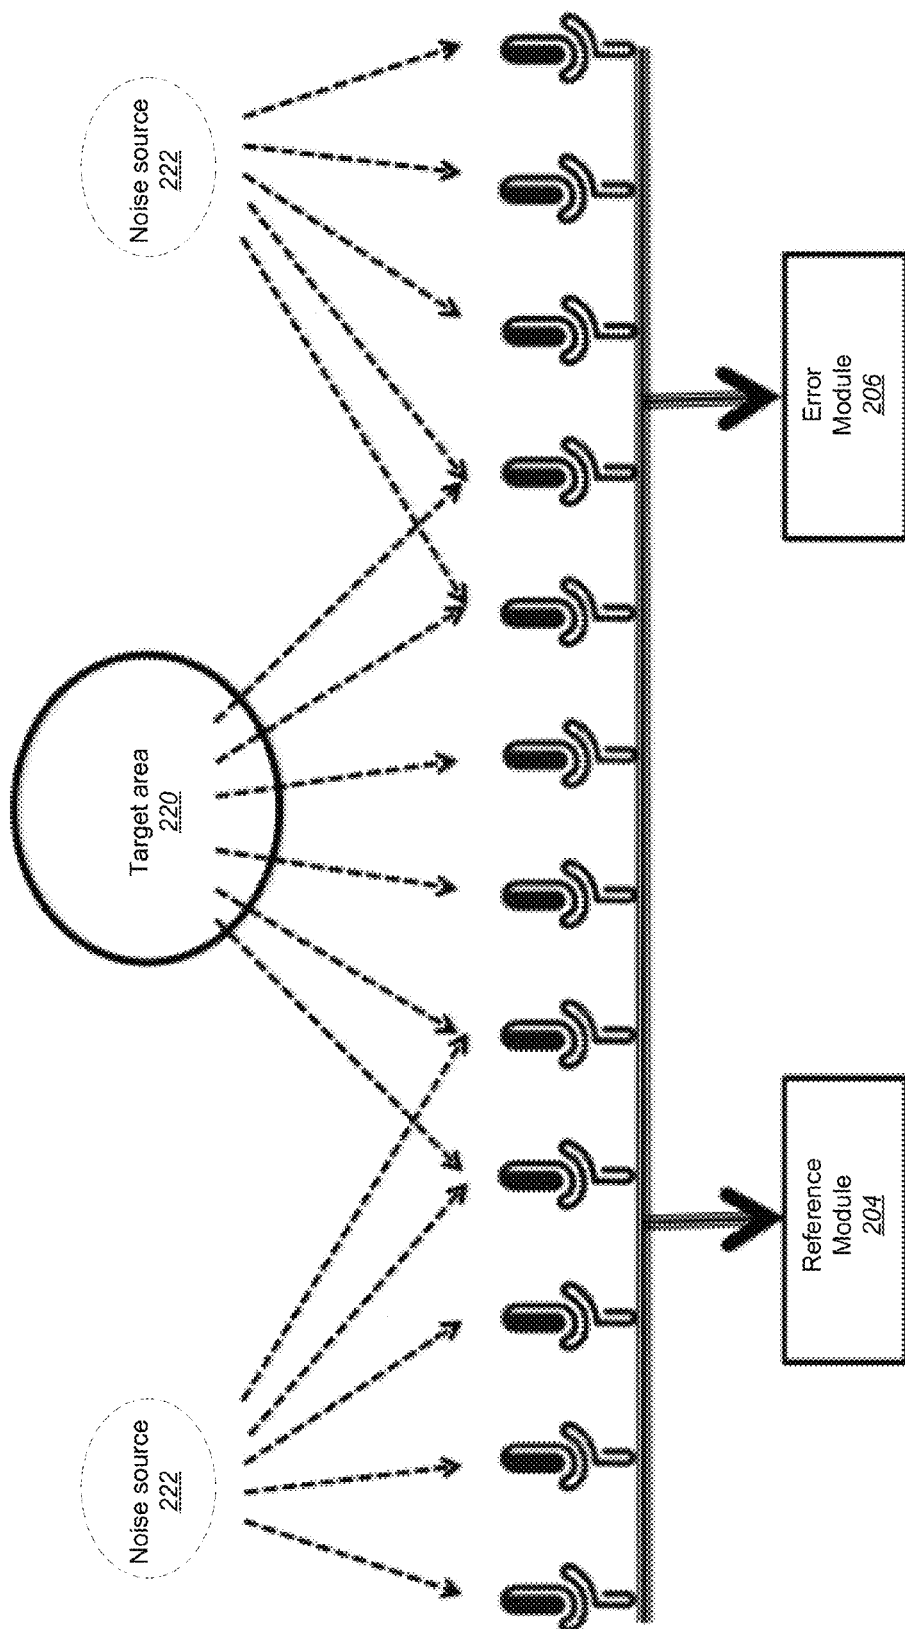 Noise source
222
Target area
220
Noise source
222
Reference
Module
204
Error
Module
206